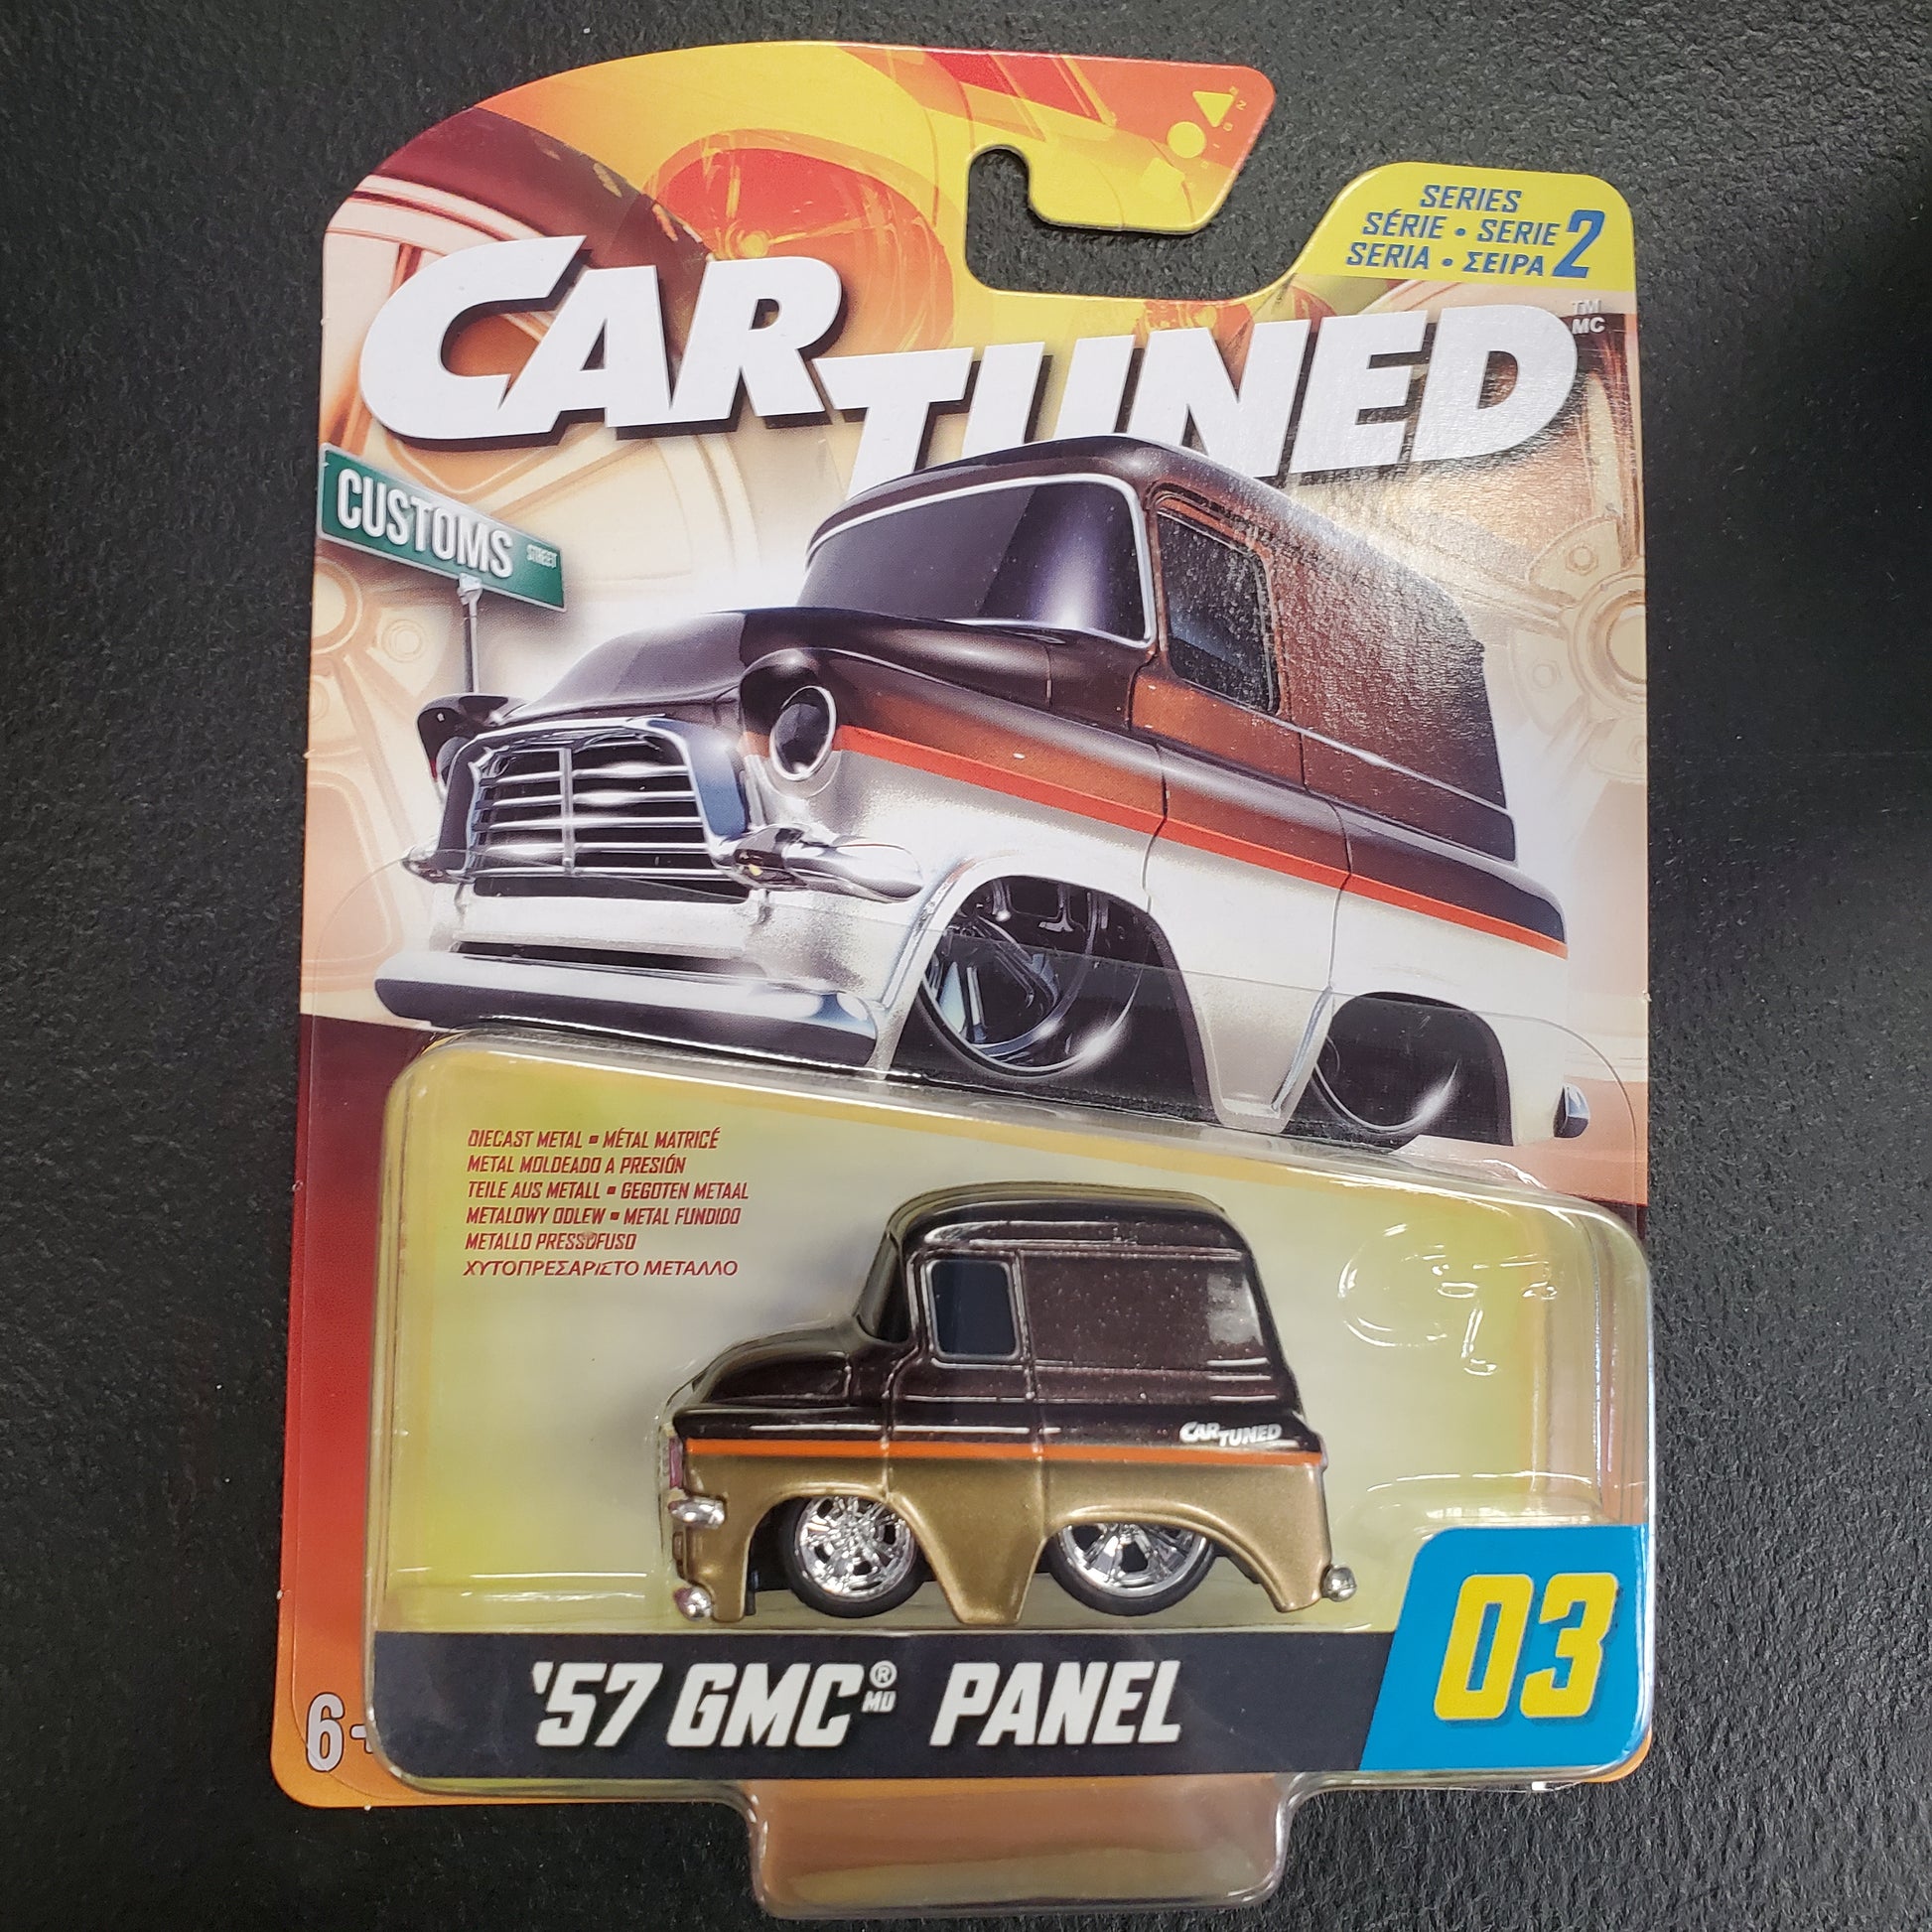 SERIES
SÉRIE • SERIE 2
SERIA • ΣΕΙΡΑ
CAR TUNED
TM
MC
CUSTOMS STREET
DIECAST METAL ▪ MÉTAL MATRICÉ
METAL MOLDEADO A PRESIÓN
TEILE AUS METALL ▪ GEGOTEN METAAL
METALOWY ODLEW ▪ METAL FUNDIDO
METALLO PRESSOFUSO
ΧΥΤΟΠΡΕΣΑΡΙΣΤΟ ΜΕΤΑΛΛΟ
CAR TUNED
'57 GMC® MD PANEL
03
6+